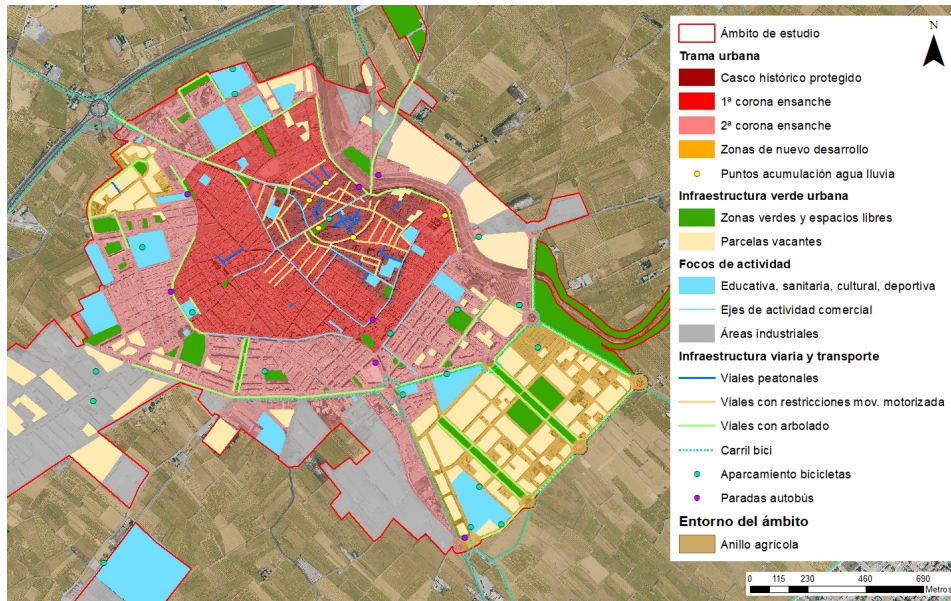 Ámbito de estudio
Trama urbana
Casco histórico protegido
1ª corona ensanche
2ª corona ensanche
Zonas de nuevo desarrollo
Puntos acumulación agua lluvia
Infraestructura verde urbana
Zonas verdes y espacios libres
Parcelas vacantes
Focos de actividad
Educativa, sanitaria, cultural, deportiva
Ejes de actividad comercial
Áreas industriales
Infraestructura viaria y transporte
Viales peatonales
Viales con restricciones mov. motorizada
Viales con arbolado
Carril bici
Aparcamiento bicicletas
Paradas autobús
Entorno del ámbito
Anillo agrícola
N
0 115 230 460 690
Metros